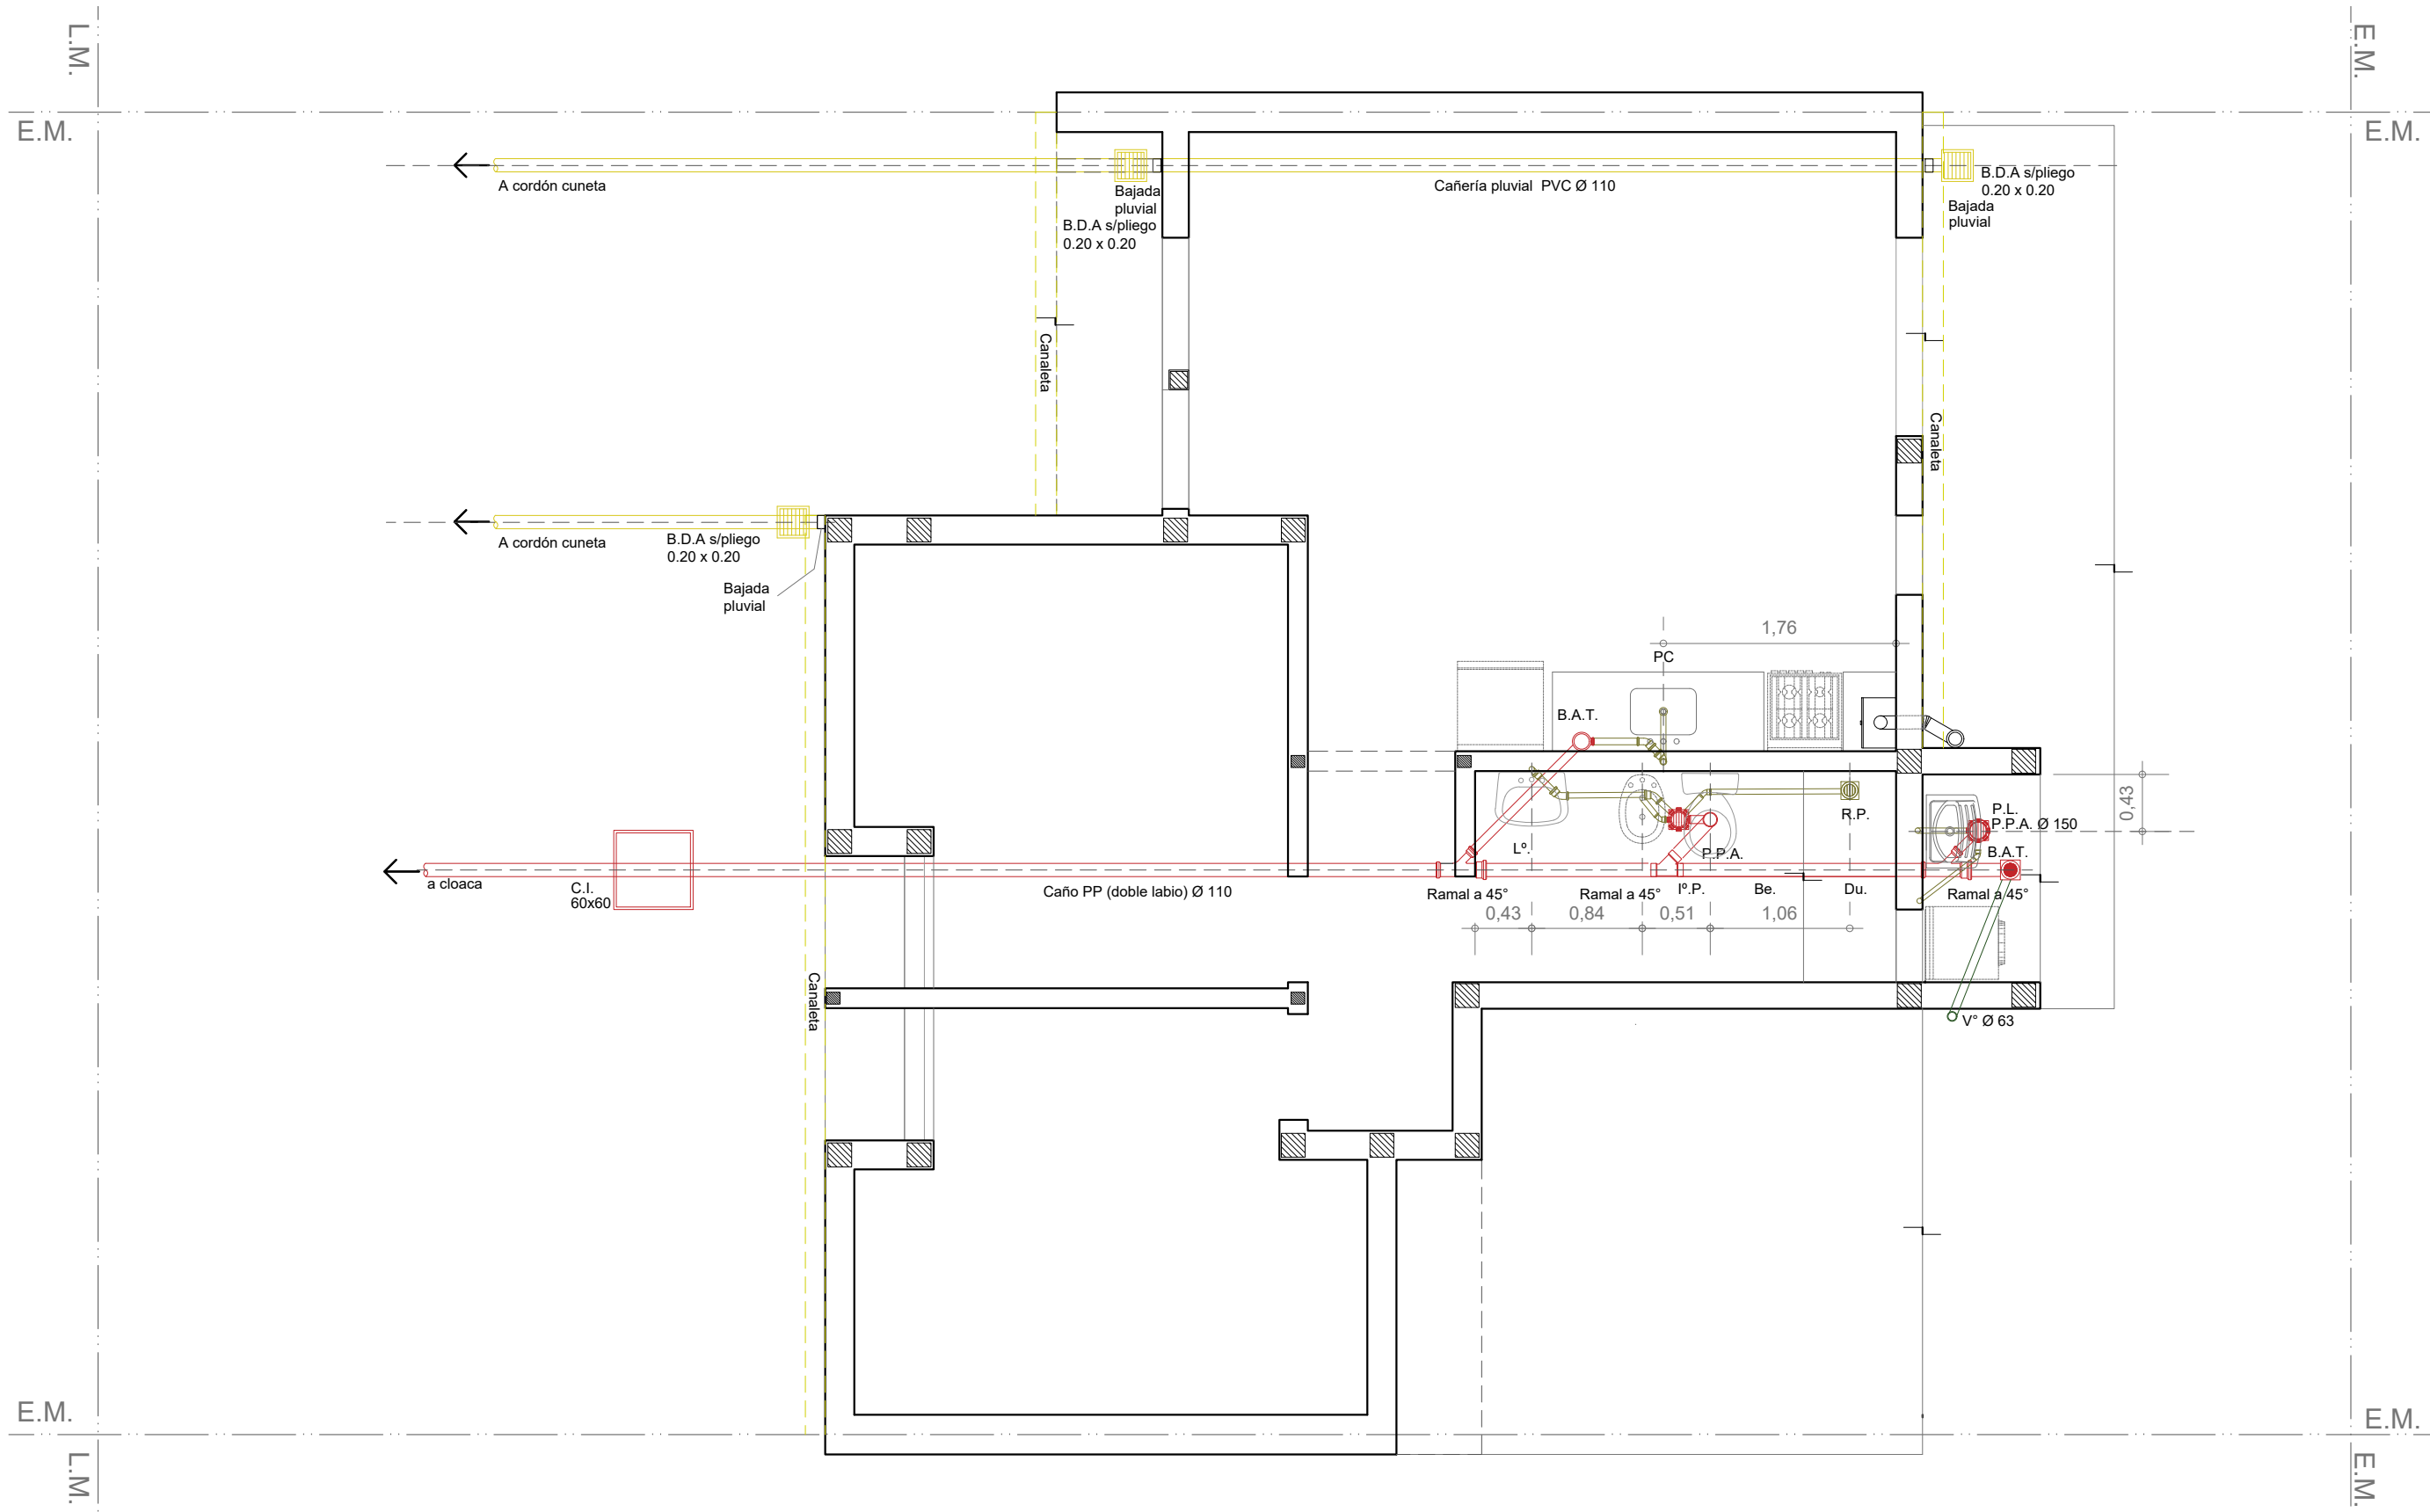 L.M.
E.M.
E.M.
E.M.
A cordón cuneta
Bajada
pluvial
B.D.A s/pliego
0.20 x 0.20
Cañería pluvial PVC Ø 110
B.D.A s/pliego
0.20 x 0.20
Bajada
pluvial
Canaleta
Canaleta
A cordón cuneta
B.D.A s/pliego
0.20 x 0.20
Bajada
pluvial
1,76
PC
B.A.T.
R.P.
P.L.
P.P.A. Ø 150
0,43
Lº.
P.P.A.
B.A.T.
a cloaca
C.I.
60x60
Caño PP (doble labio) Ø 110
Ramal a 45°
Ramal a 45°
Iº.P.
Be.
Du.
Ramal a 45°
0,43
0,84
0,51
1,06
Canaleta
V° Ø 63
E.M.
E.M.
L.M.
E.M.